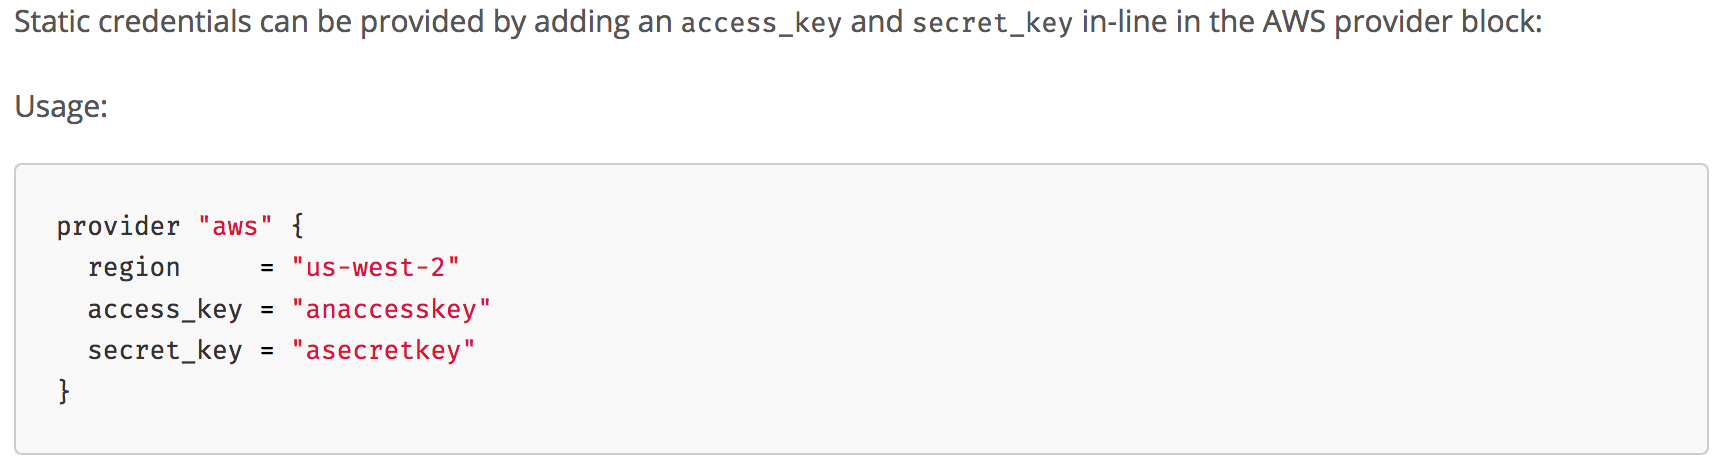 Static credentials can be provided by adding an access_key and secret_key in-line in the AWS provider block:
Usage:
provider "aws" {
  region     = "us-west-2"
  access_key = "anaccesskey"
  secret_key = "asecretkey"
}